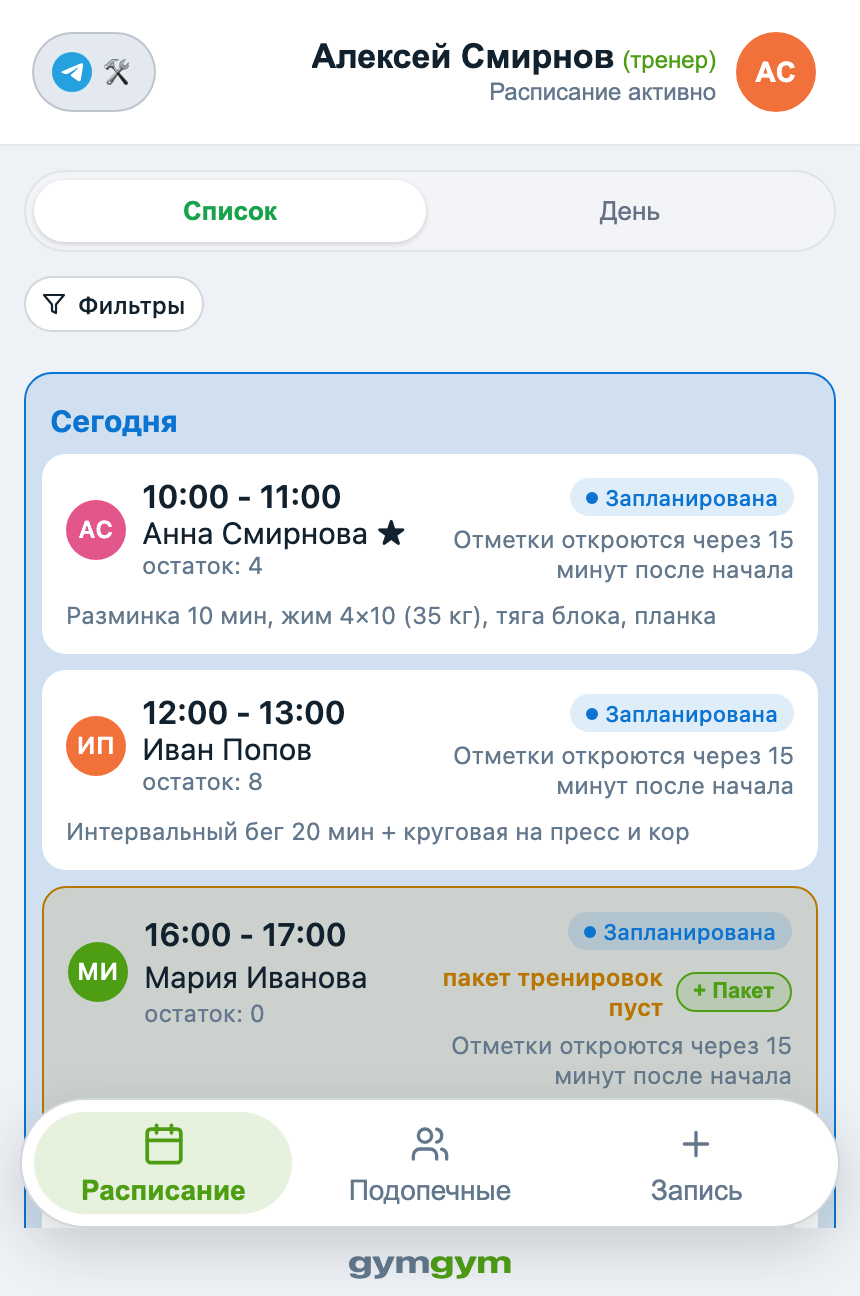 Алексей Смирнов (тренер)
Расписание активно
АС
Список
День
Фильтры
Сегодня
АС
10:00 - 11:00
Анна Смирнова ★
остаток: 4
Запланирована
Отметки откроются через 15
минут после начала
Разминка 10 мин, жим 4×10 (35 кг), тяга блока, планка
ИП
12:00 - 13:00
Иван Попов
остаток: 8
Запланирована
Отметки откроются через 15
минут после начала
Интервальный бег 20 мин + круговая на пресс и кор
МИ
16:00 - 17:00
Мария Иванова
остаток: 0
Запланирована
пакет тренировок
пуст
+ Пакет
Отметки откроются через 15
минут после начала
Расписание
Подопечные
Запись
gymgym